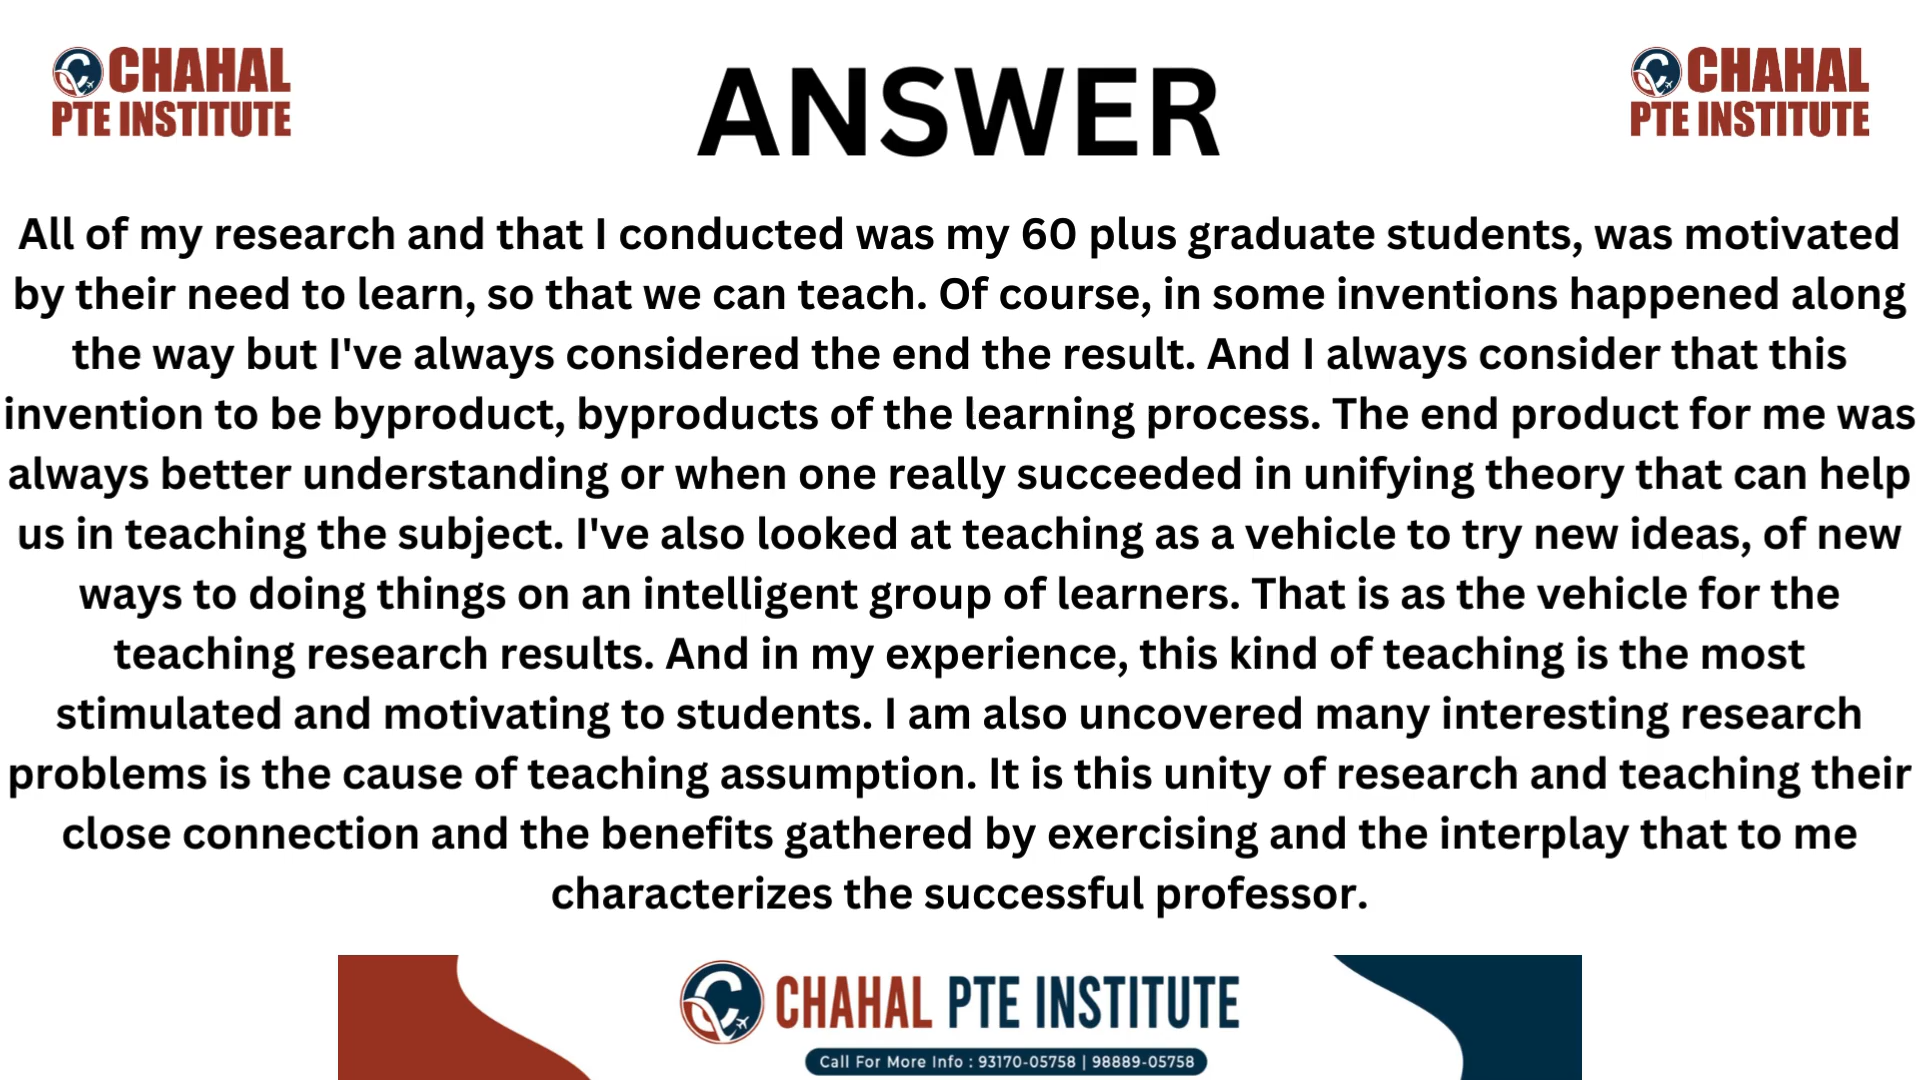 CHAHAL
PTE INSTITUTE
ANSWER
CHAHAL
PTE INSTITUTE
All of my research and that I conducted was my 60 plus graduate students, was motivated
by their need to learn, so that we can teach. Of course, in some inventions happened along
the way but I've always considered the end the result. And I always consider that this
invention to be byproduct, byproducts of the learning process. The end product for me was
always better understanding or when one really succeeded in unifying theory that can help
us in teaching the subject. I've also looked at teaching as a vehicle to try new ideas, of new
ways to doing things on an intelligent group of learners. That is as the vehicle for the
teaching research results. And in my experience, this kind of teaching is the most
stimulated and motivating to students. I am also uncovered many interesting research
problems is the cause of teaching assumption. It is this unity of research and teaching their
close connection and the benefits gathered by exercising and the interplay that to me
characterizes the successful professor.
CHAHAL PTE INSTITUTE
Call For More Info : 93170-05758 | 98889-05758